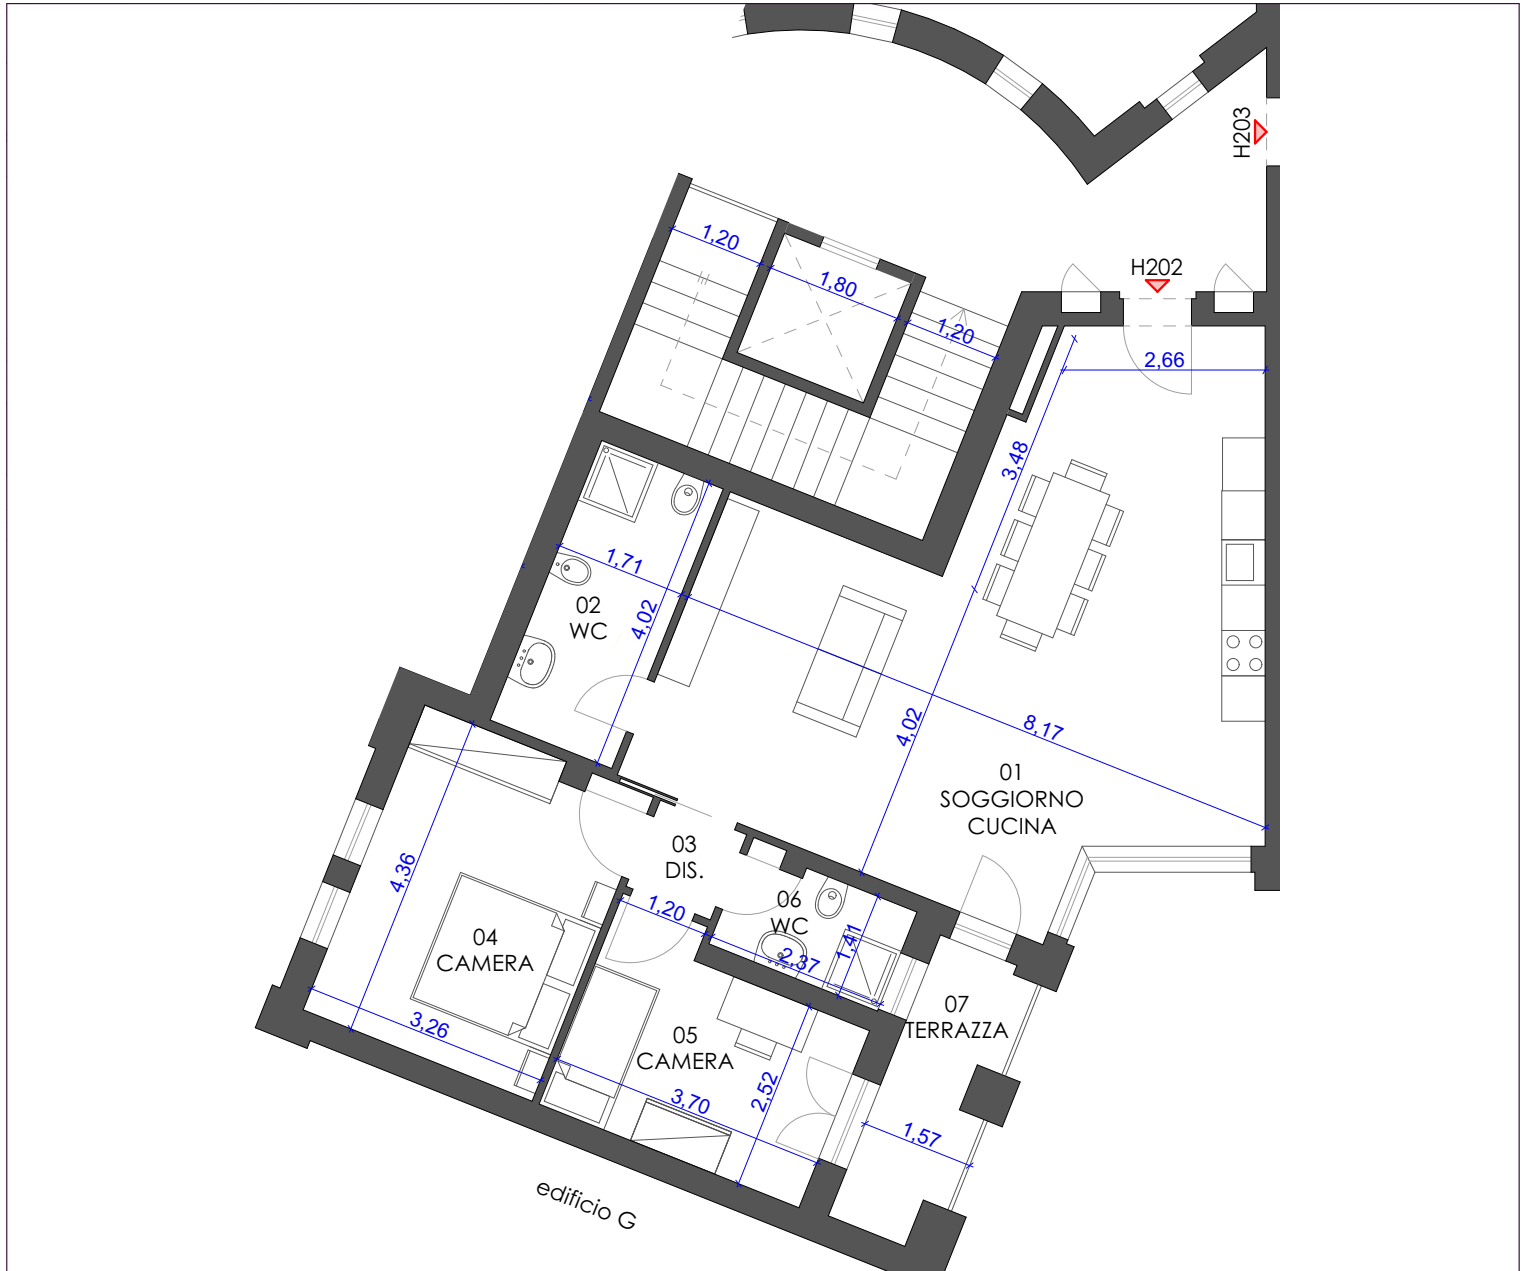 H203
H202
1,20
1,80
1,20
2,66
3,48
1,71
02
WC
4,02
4,02
8,17
01
SOGGIORNO
CUCINA
03
DIS.
4,36
1,20
06
WC
1,41
2,37
04
CAMERA
07
TERRAZZA
3,26
05
CAMERA
3,70
2,52
1,57
edificio G